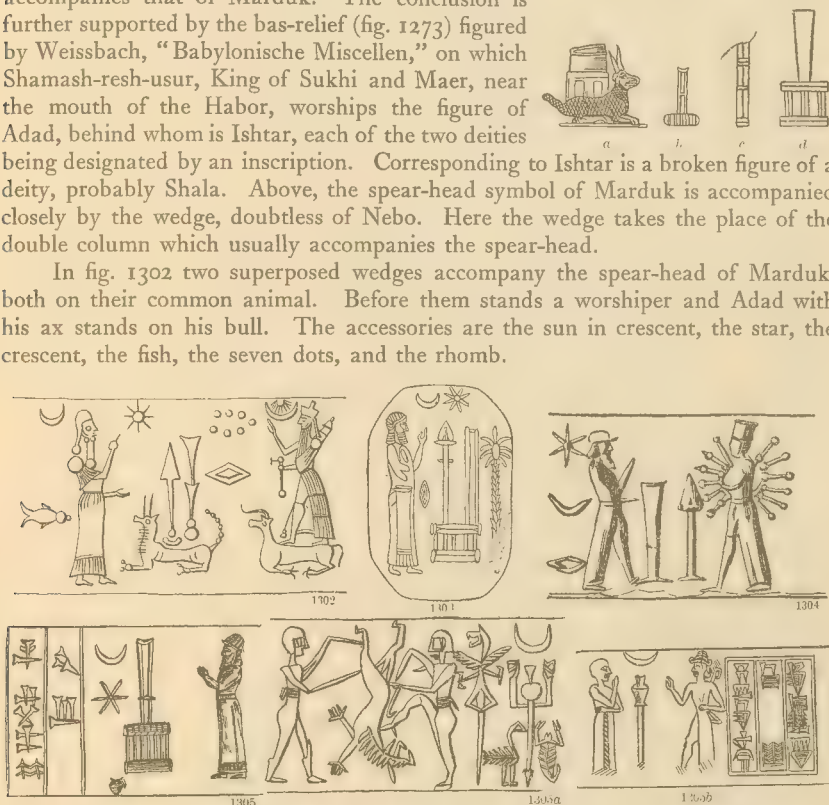 accompanies that of Marduk. The conclusion is
further supported by the bas-relief (fig. 1273) figured
by Weissbach, "Babylonische Miscellen," on which
Shamash-resh-usur, King of Sukhi and Maer, near
the mouth of the Habor, worships the figure of
Adad, behind whom is Ishtar, each of the two deities
a b c d
being designated by an inscription. Corresponding to Ishtar is a broken figure of a
deity, probably Shala. Above, the spear-head symbol of Marduk is accompanied
closely by the wedge, doubtless of Nebo. Here the wedge takes the place of the
double column which usually accompanies the spear-head.
In fig. 1302 two superposed wedges accompany the spear-head of Marduk
both on their common animal. Before them stands a worshiper and Adad with
his ax stands on his bull. The accessories are the sun in crescent, the star, the
crescent, the fish, the seven dots, and the rhomb.
1302
1304
1305
1305a
1305b